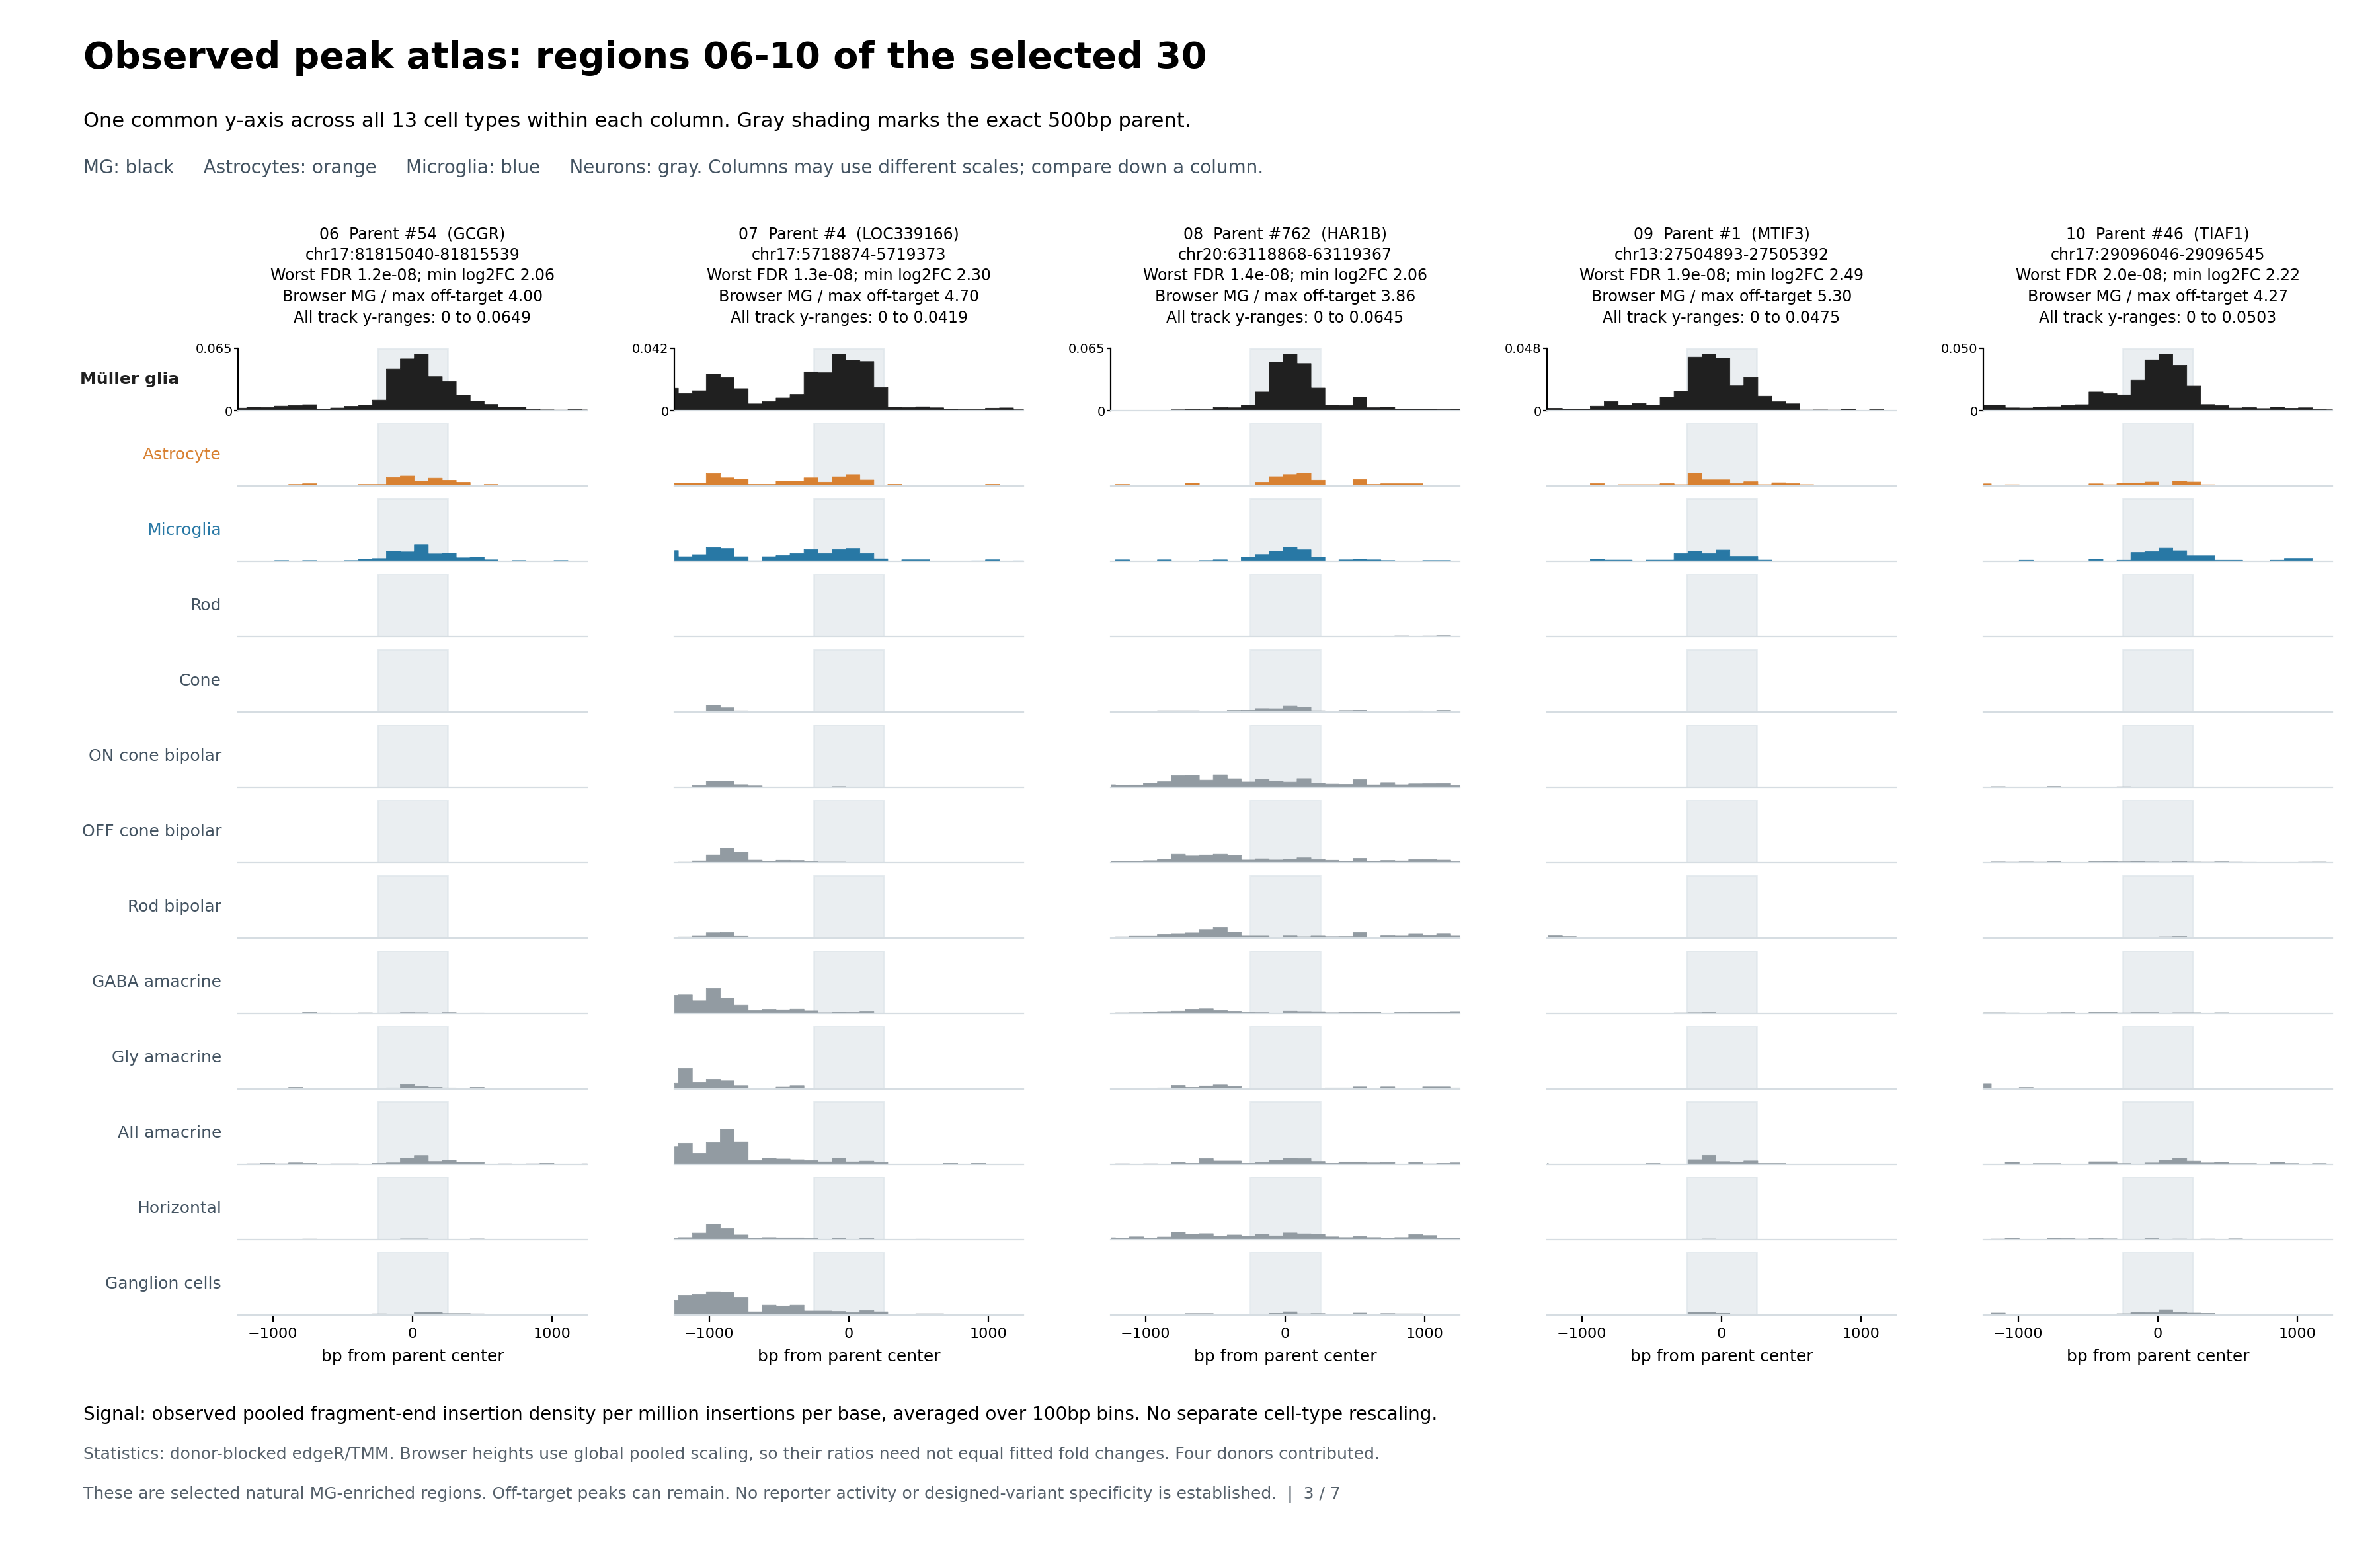 Observed peak atlas: regions 06-10 of the selected 30
One common y-axis across all 13 cell types within each column. Gray shading marks the exact 500bp parent.
MG: black Astrocytes: orange Microglia: blue Neurons: gray. Columns may use different scales; compare down a column.
06 Parent #54 (GCGR)
chr17:81815040-81815539
Worst FDR 1.2e-08; min log2FC 2.06
Browser MG / max off-target 4.00
All track y-ranges: 0 to 0.0649
07 Parent #4 (LOC339166)
chr17:5718874-5719373
Worst FDR 1.3e-08; min log2FC 2.30
Browser MG / max off-target 4.70
All track y-ranges: 0 to 0.0419
08 Parent #762 (HAR1B)
chr20:63118868-63119367
Worst FDR 1.4e-08; min log2FC 2.06
Browser MG / max off-target 3.86
All track y-ranges: 0 to 0.0645
09 Parent #1 (MTIF3)
chr13:27504893-27505392
Worst FDR 1.9e-08; min log2FC 2.49
Browser MG / max off-target 5.30
All track y-ranges: 0 to 0.0475
10 Parent #46 (TIAF1)
chr17:29096046-29096545
Worst FDR 2.0e-08; min log2FC 2.22
Browser MG / max off-target 4.27
All track y-ranges: 0 to 0.0503
0.065 0.042 0.065 0.048 0.050
Müller glia
0 0 0 0 0
Astrocyte
Microglia
Rod
Cone
ON cone bipolar
OFF cone bipolar
Rod bipolar
GABA amacrine
Gly amacrine
AII amacrine
Horizontal
Ganglion cells
−1000 0 1000 −1000 0 1000 −1000 0 1000 −1000 0 1000 −1000 0 1000
bp from parent center bp from parent center bp from parent center bp from parent center bp from parent center
Signal: observed pooled fragment-end insertion density per million insertions per base, averaged over 100bp bins. No separate cell-type rescaling.
Statistics: donor-blocked edgeR/TMM. Browser heights use global pooled scaling, so their ratios need not equal fitted fold changes. Four donors contributed.
These are selected natural MG-enriched regions. Off-target peaks can remain. No reporter activity or designed-variant specificity is established. | 3 / 7